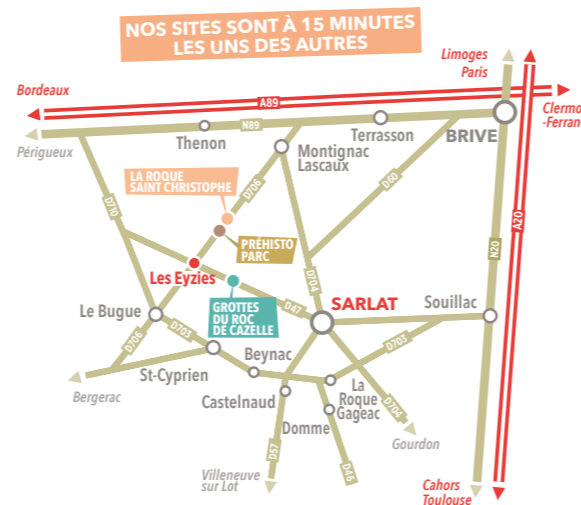 NOS SITES SONT À 15 MINUTES
LES UNS DES AUTRES
Limoges
Paris
Bordeaux
A89
Clermo
-Ferran
N89
Périgueux
Thenon
Terrasson
BRIVE
Montignac
Lascaux
LA ROQUE
SAINT CHRISTOPHE
D706
D60
D710
A20
PRÉHISTO
PARC
N20
Les Eyzies
D704
GROTTES
DU ROC
DE CAZELLE
D47
SARLAT
Souillac
Le Bugue
D706
D703
Beynac
D703
St-Cyprien
La
Roque
Gageac
Bergerac
Castelnaud
D704
Domme
Gourdon
D57
D46
Villeneuve
sur Lot
Cahors
Toulouse